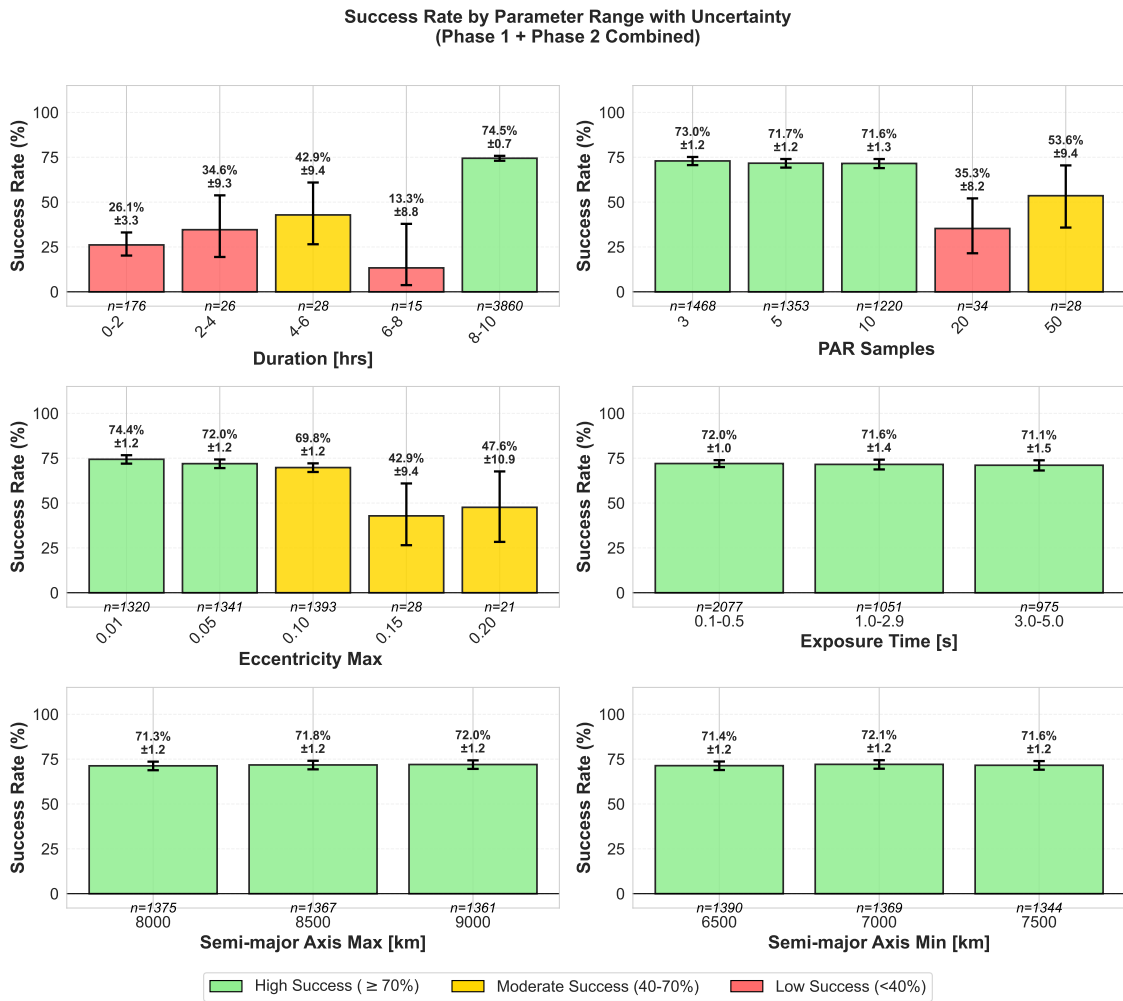 Success Rate by Parameter Range with Uncertainty
(Phase 1 + Phase 2 Combined)
Success Rate (%)
100
75
50
25
0
26.1%
±3.3
34.6%
±9.3
42.9%
±9.4
13.3%
±8.8
74.5%
±0.7
n=176
n=26
n=28
n=15
n=3860
0-2
2-4
4-6
6-8
8-10
Duration [hrs]
Success Rate (%)
100
75
50
25
0
73.0%
±1.2
71.7%
±1.2
71.6%
±1.3
35.3%
±8.2
53.6%
±9.4
n=1468
n=1353
n=1220
n=34
n=28
3
5
10
20
50
PAR Samples
Success Rate (%)
100
75
50
25
0
74.4%
±1.2
72.0%
±1.2
69.8%
±1.2
42.9%
±9.4
47.6%
±10.9
n=1320
n=1341
n=1393
n=28
n=21
0.01
0.05
0.10
0.15
0.20
Eccentricity Max
Success Rate (%)
100
75
50
25
0
72.0%
±1.0
71.6%
±1.4
71.1%
±1.5
n=2077
n=1051
n=975
0.1-0.5
1.0-2.9
3.0-5.0
Exposure Time [s]
Success Rate (%)
100
75
50
25
0
71.3%
±1.2
71.8%
±1.2
72.0%
±1.2
n=1375
n=1367
n=1361
8000
8500
9000
Semi-major Axis Max [km]
Success Rate (%)
100
75
50
25
0
71.4%
±1.2
72.1%
±1.2
71.6%
±1.2
n=1390
n=1369
n=1344
6500
7000
7500
Semi-major Axis Min [km]
High Success ( ≥ 70%)
Moderate Success (40-70%)
Low Success (<40%)